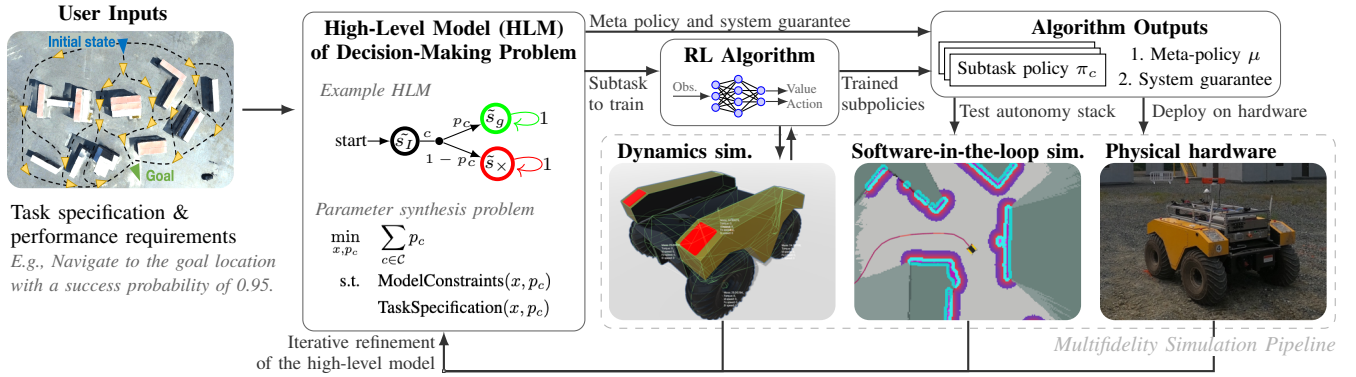 User Inputs
Initial state
Goal
Task specification &
performance requirements
E.g., Navigate to the goal location
with a success probability of 0.95.
High-Level Model (HLM)
of Decision-Making Problem
Example HLM
start
s̃_I
c
p_c
1 − p_c
s̃_g
1
s̃_×
1
Parameter synthesis problem
min_{x,p_c} ∑_{c∈𝒞} p_c
s.t. ModelConstraints(x, p_c)
TaskSpecification(x, p_c)
Meta policy and system guarantee
Subtask
to train
RL Algorithm
Obs.
Value
Action
Trained
subpolicies
Algorithm Outputs
Subtask policy π_c
1. Meta-policy μ
2. System guarantee
Test autonomy stack
Deploy on hardware
Dynamics sim.
Software-in-the-loop sim.
Physical hardware
Multifidelity Simulation Pipeline
Iterative refinement
of the high-level model